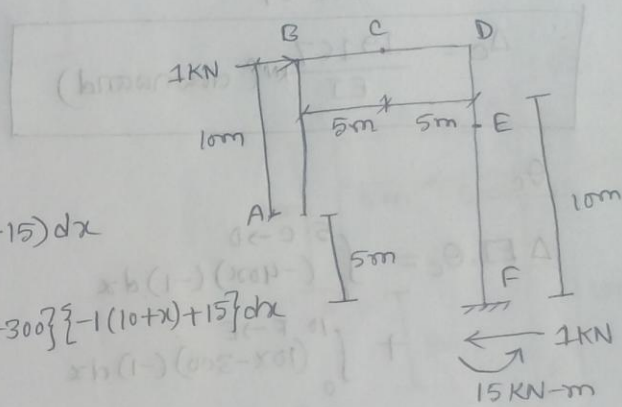 B C D
1KN
10m
5m 5m E
A
10m
-15)dx
5m
F
-300}{-1(10+x)+15}dx
1KN
15 KN-m